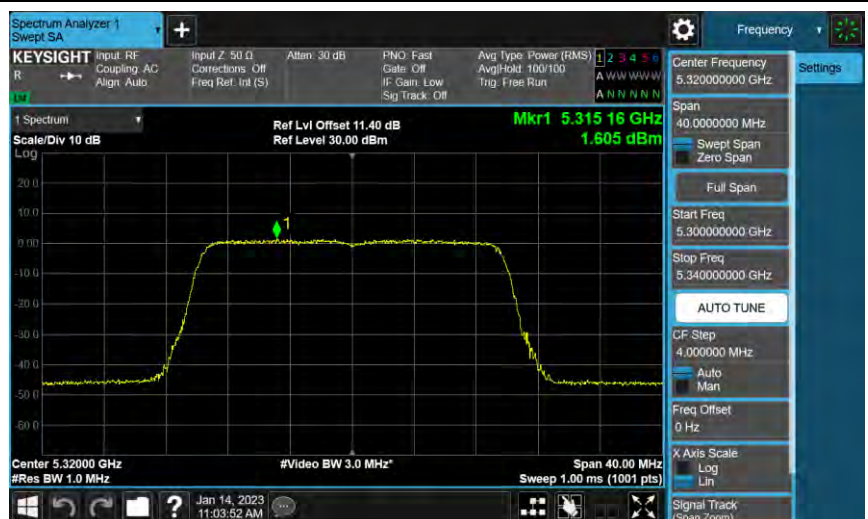 Spectrum Analyzer 1
Swept SA
+
Frequency
KEYSIGHT
R
Input: RF
Coupling: AC
Align: Auto
Input Z: 50 Ω
Corrections: Off
Freq Ref: Int (S)
Atten: 30 dB
PNO: Fast
Gate: Off
IF Gain: Low
Sig Track: Off
Avg Type: Power (RMS)
Avg|Hold: 100/100
Trig: Free Run
1 2 3 4 5 6
A W W W W W
A N N N N N
1 Spectrum
Scale/Div 10 dB
Log
Ref Lvl Offset 11.40 dB
Ref Level 30.00 dBm
Mkr1 5.315 16 GHz
1.605 dBm
20.0
10.0
0.00
-10.0
-20.0
-30.0
-40.0
-50.0
-60.0
1
Center 5.32000 GHz
#Res BW 1.0 MHz
#Video BW 3.0 MHz*
Span 40.00 MHz
Sweep 1.00 ms (1001 pts)
Center Frequency
5.320000000 GHz
Settings
Span
40.0000000 MHz
Swept Span
Zero Span
Full Span
Start Freq
5.300000000 GHz
Stop Freq
5.340000000 GHz
AUTO TUNE
CF Step
4.000000 MHz
Auto
Man
Freq Offset
0 Hz
X Axis Scale
Log
Lin
Signal Track
(Span Zoom)
?
Jan 14, 2023
11:03:52 AM